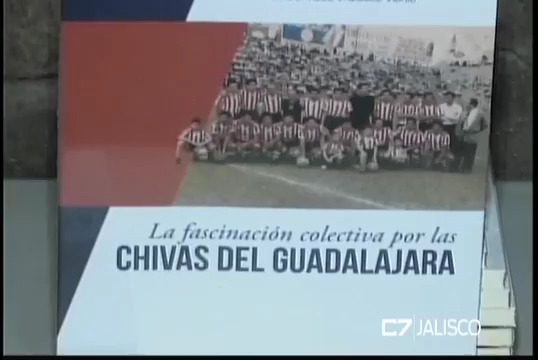 La fascinación colectiva por las
CHIVAS DEL GUADALAJARA
C7 JALISCO